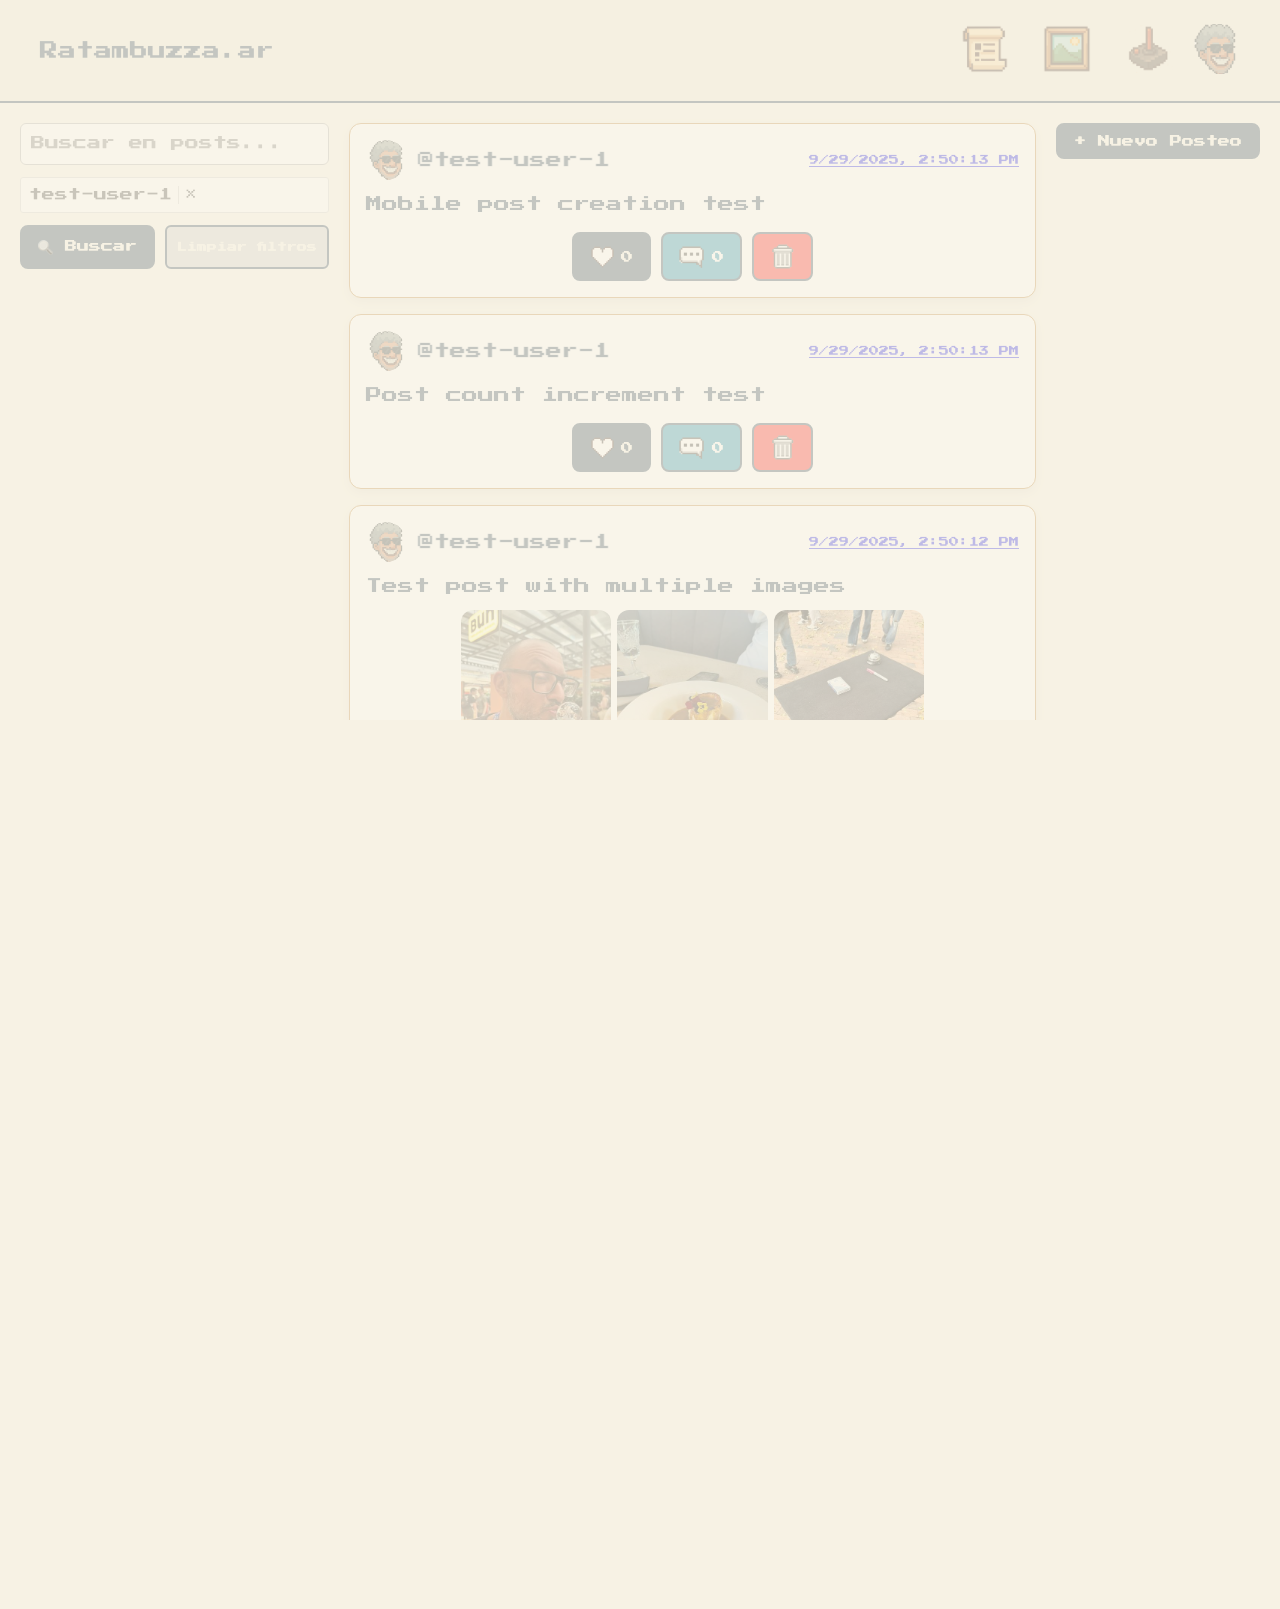 Ratambuzza.ar
Buscar en posts...
test-user-1 ×
Buscar
Limpiar filtros
@test-user-1
9/29/2025, 2:50:13 PM
Mobile post creation test
0 0
@test-user-1
9/29/2025, 2:50:13 PM
Post count increment test
0 0
@test-user-1
9/29/2025, 2:50:12 PM
Test post with multiple images
BUN
+ Nuevo Posteo